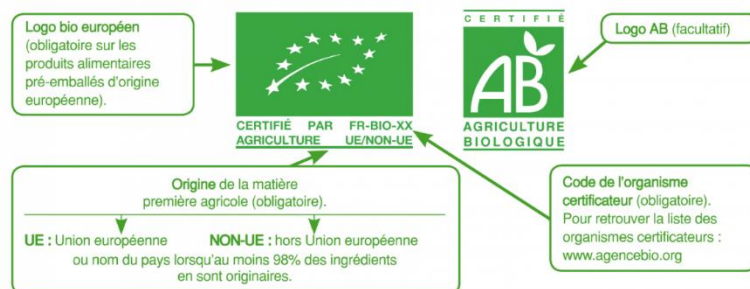 Logo bio européen
(obligatoire sur les
produits alimentaires
pré-emballés d'origine
européenne).
CERTIFIÉ PAR FR-BIO-XX
AGRICULTURE UE/NON-UE
CERTIFIÉ
AB
AGRICULTURE
BIOLOGIQUE
Logo AB (facultatif)
Origine de la matière
première agricole (obligatoire).
UE : Union européenne NON-UE : hors Union européenne
ou nom du pays lorsqu'au moins 98% des ingrédients
en sont originaires.
Code de l'organisme
certificateur (obligatoire).
Pour retrouver la liste des
organismes certificateurs :
www.agencebio.org